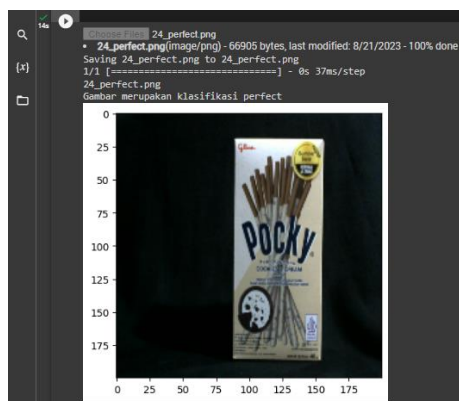 14s
Choose Files 24_perfect.png
24_perfect.png(image/png) - 66905 bytes, last modified: 8/21/2023 - 100% done
Saving 24_perfect.png to 24_perfect.png
1/1 [==============================] - 0s 37ms/step
24_perfect.png
Gambar merupakan klasifikasi perfect
{x}
0
25
50
75
100
125
150
175
Glico
POCKY
COOKIES & CREAM
0 25 50 75 100 125 150 175